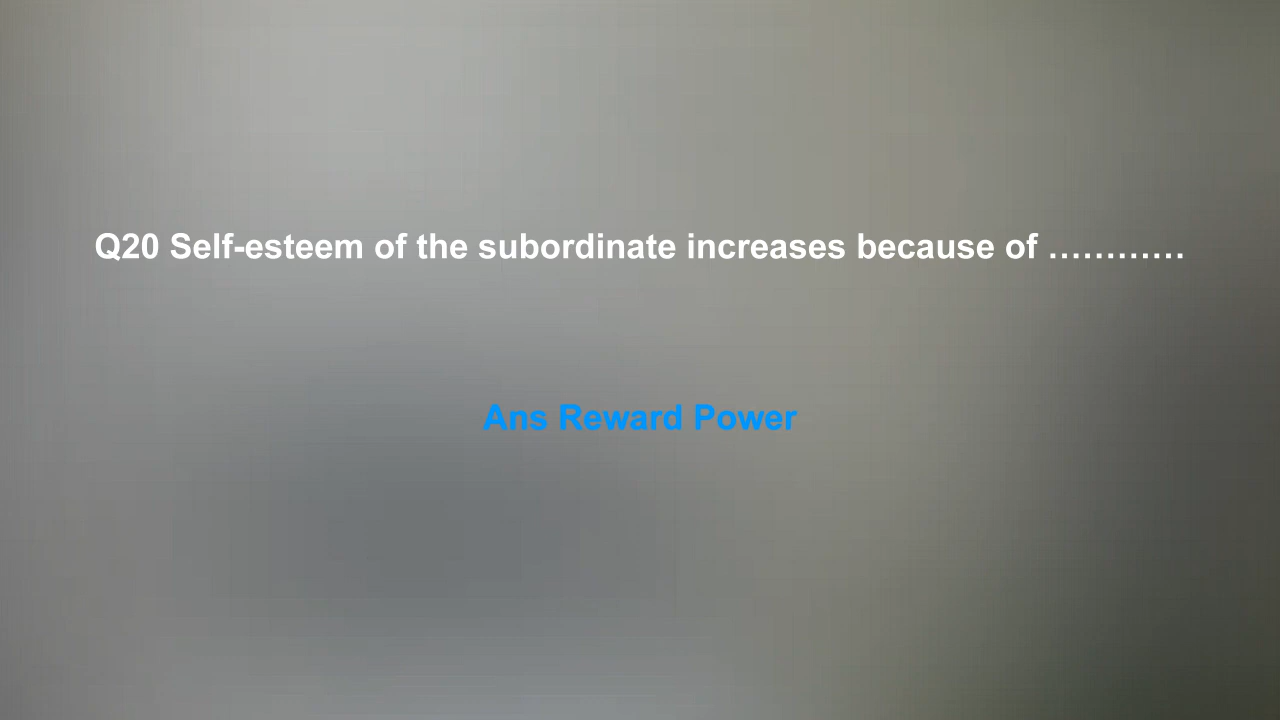 Q20 Self-esteem of the subordinate increases because of …………
Ans Reward Power